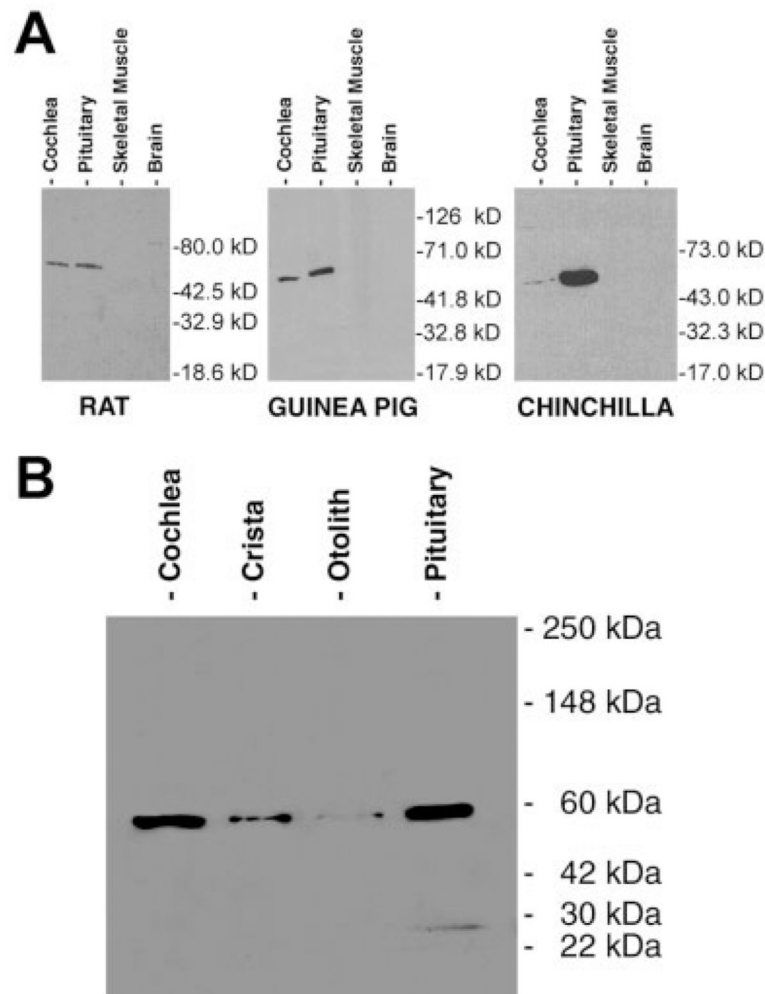 A
- Cochlea
- Pituitary
- Skeletal Muscle
- Brain
- Cochlea
- Pituitary
- Skeletal Muscle
- Brain
- Cochlea
- Pituitary
- Skeletal Muscle
- Brain
-80.0 kD
-42.5 kD
-32.9 kD
-18.6 kD
-126 kD
-71.0 kD
-41.8 kD
-32.8 kD
-17.9 kD
-73.0 kD
-43.0 kD
-32.3 kD
-17.0 kD
RAT
GUINEA PIG
CHINCHILLA
B
- Cochlea
- Crista
- Otolith
- Pituitary
- 250 kDa
- 148 kDa
- 60 kDa
- 42 kDa
- 30 kDa
- 22 kDa